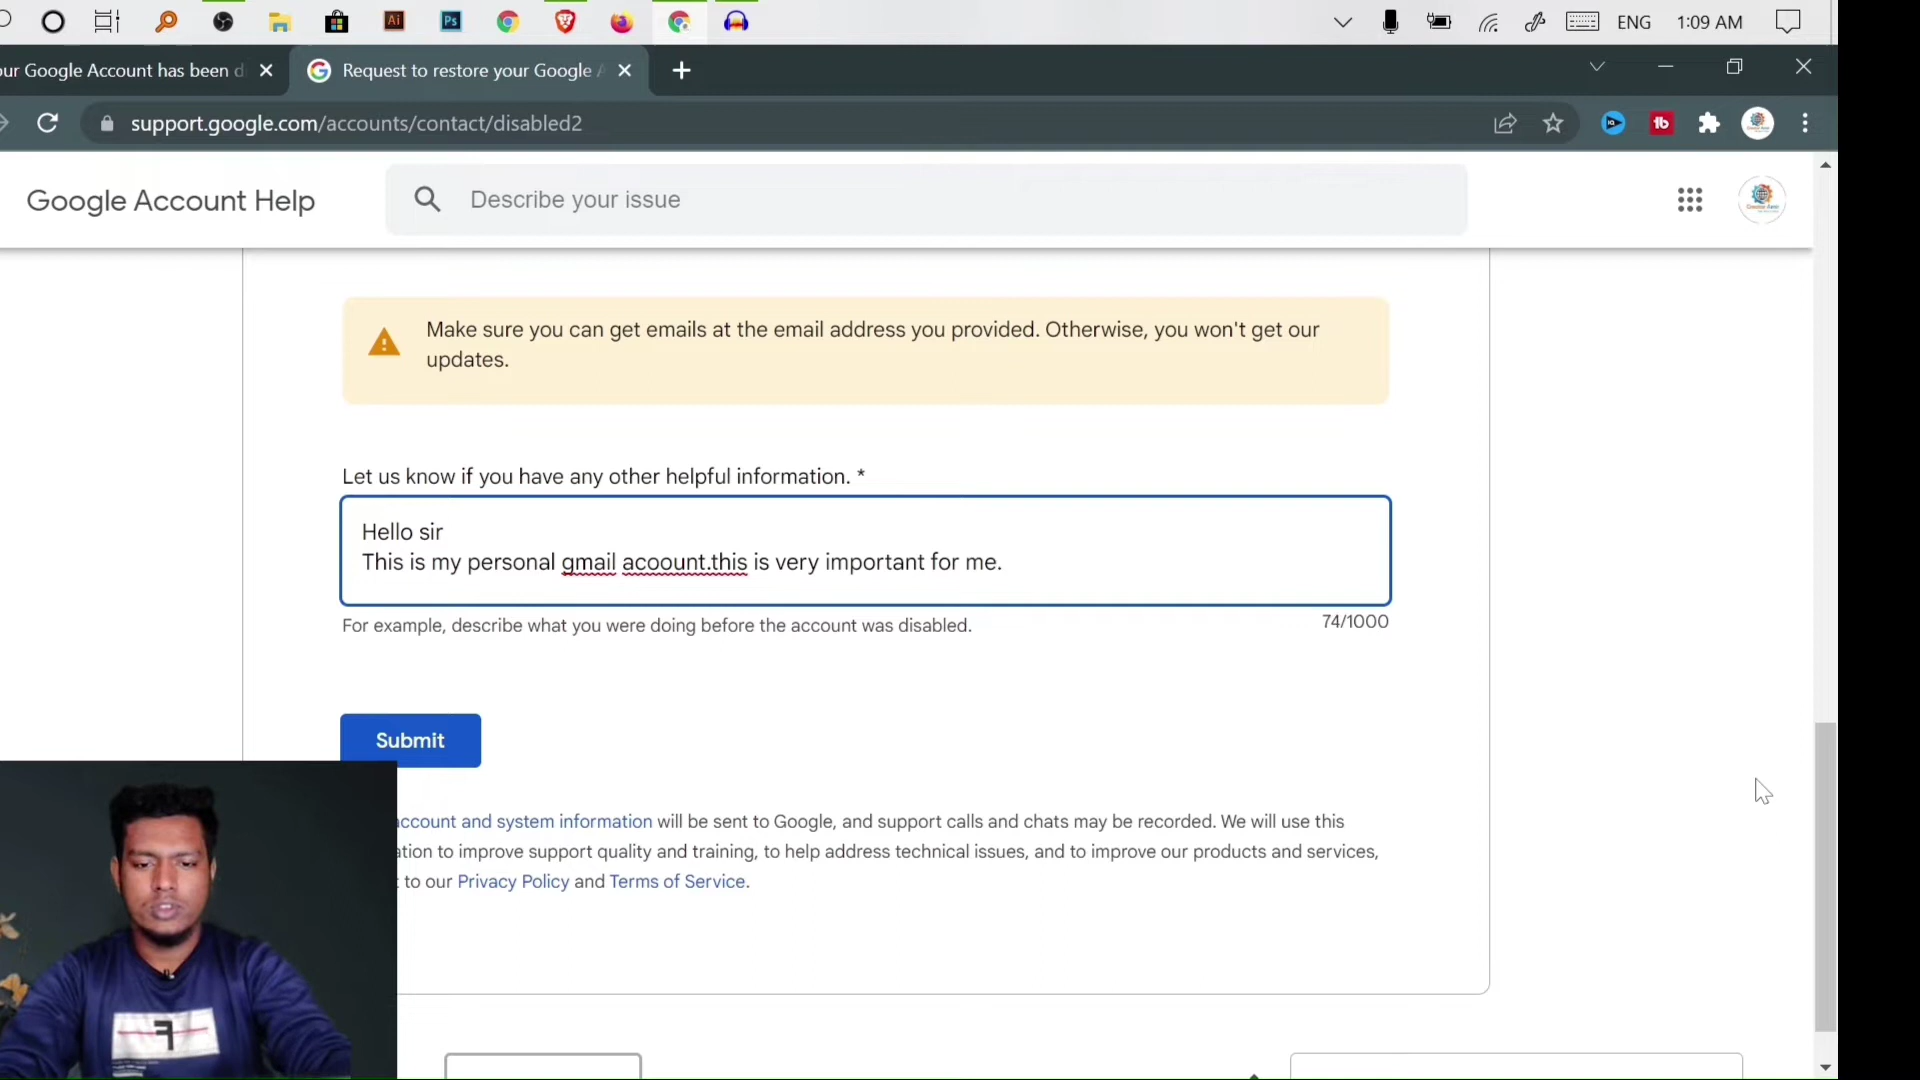 Ai
Ps
ENG
1:09 AM
our Google Account has been d
Request to restore your Google A
support.google.com/accounts/contact/disabled2
Google Account Help
Describe your issue
Make sure you can get emails at the email address you provided. Otherwise, you won't get our
updates.
Let us know if you have any other helpful information. *
Hello sir
This is my personal gmail acoount.this is very important for me.
For example, describe what you were doing before the account was disabled.
74/1000
Submit
account and system information will be sent to Google, and support calls and chats may be recorded. We will use this
ation to improve support quality and training, to help address technical issues, and to improve our products and services,
t to our Privacy Policy and Terms of Service.